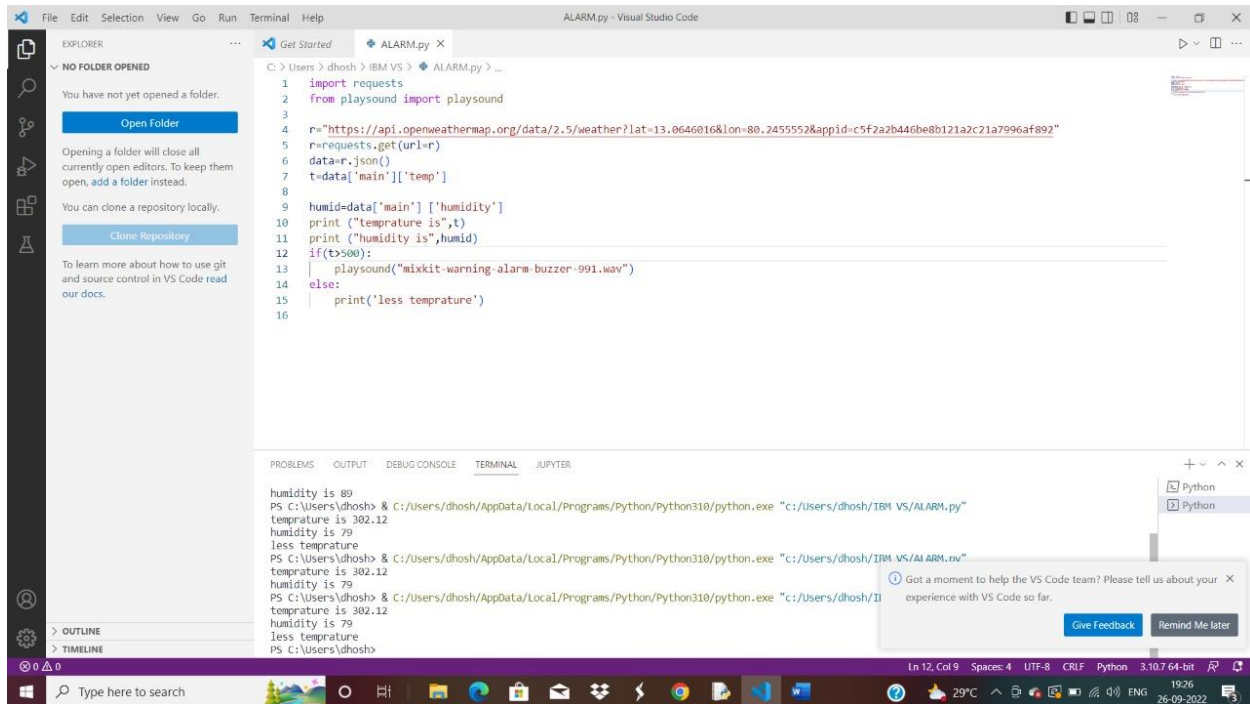 File Edit Selection View Go Run Terminal Help
ALARM.py - Visual Studio Code
EXPLORER
NO FOLDER OPENED
You have not yet opened a folder.
Open Folder
Opening a folder will close all
currently open editors. To keep them
open, add a folder instead.
You can clone a repository locally.
Clone Repository
To learn more about how to use git
and source control in VS Code read
our docs.
OUTLINE
TIMELINE
Get Started ALARM.py
C: > Users > dhosh > IBM VS > ALARM.py > ...
1 import requests
2 from playsound import playsound
3
4 r="https://api.openweathermap.org/data/2.5/weather?lat=13.0646016&lon=80.2455552&appid=c5f2a2b446be8b121a2c21a7996af892"
5 r=requests.get(url=r)
6 data=r.json()
7 t=data['main']['temp']
8
9 humid=data['main'] ['humidity']
10 print ("temprature is",t)
11 print ("humidity is",humid)
12 if(t>500):
13 playsound("mixkit-warning-alarm-buzzer-991.wav")
14 else:
15 print('less temprature')
16
PROBLEMS OUTPUT DEBUG CONSOLE TERMINAL JUPYTER
humidity is 89
PS C:\Users\dhosh> & C:/Users/dhosh/AppData/Local/Programs/Python/Python310/python.exe "c:/Users/dhosh/IBM VS/ALARM.py"
temprature is 302.12
humidity is 79
less temprature
PS C:\Users\dhosh> & C:/Users/dhosh/AppData/Local/Programs/Python/Python310/python.exe "c:/Users/dhosh/IBM VS/ALARM.py"
temprature is 302.12
humidity is 79
PS C:\Users\dhosh> & C:/Users/dhosh/AppData/Local/Programs/Python/Python310/python.exe "c:/Users/dhosh/
temprature is 302.12
humidity is 79
less temprature
PS C:\Users\dhosh>
Python
Python
Got a moment to help the VS Code team? Please tell us about your
experience with VS Code so far.
Give Feedback Remind Me later
0 0
Ln 12, Col 9 Spaces: 4 UTF-8 CRLF Python 3.10.7 64-bit
Type here to search
29°C ENG
19:26
26-09-2022
3